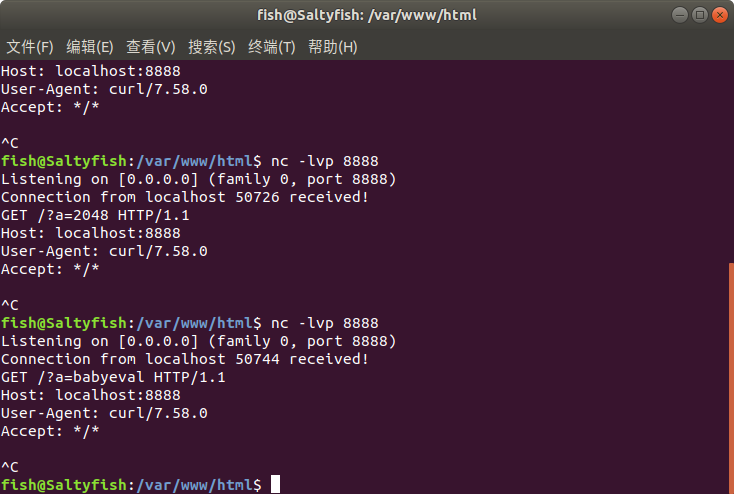 fish@Saltyfish: /var/www/html
文件(F) 编辑(E) 查看(V) 搜索(S) 终端(T) 帮助(H)
Host: localhost:8888
User-Agent: curl/7.58.0
Accept: */*
^C
fish@Saltyfish:/var/www/html$ nc -lvp 8888
Listening on [0.0.0.0] (family 0, port 8888)
Connection from localhost 50726 received!
GET /?a=2048 HTTP/1.1
Host: localhost:8888
User-Agent: curl/7.58.0
Accept: */*
^C
fish@Saltyfish:/var/www/html$ nc -lvp 8888
Listening on [0.0.0.0] (family 0, port 8888)
Connection from localhost 50744 received!
GET /?a=babyeval HTTP/1.1
Host: localhost:8888
User-Agent: curl/7.58.0
Accept: */*
^C
fish@Saltyfish:/var/www/html$